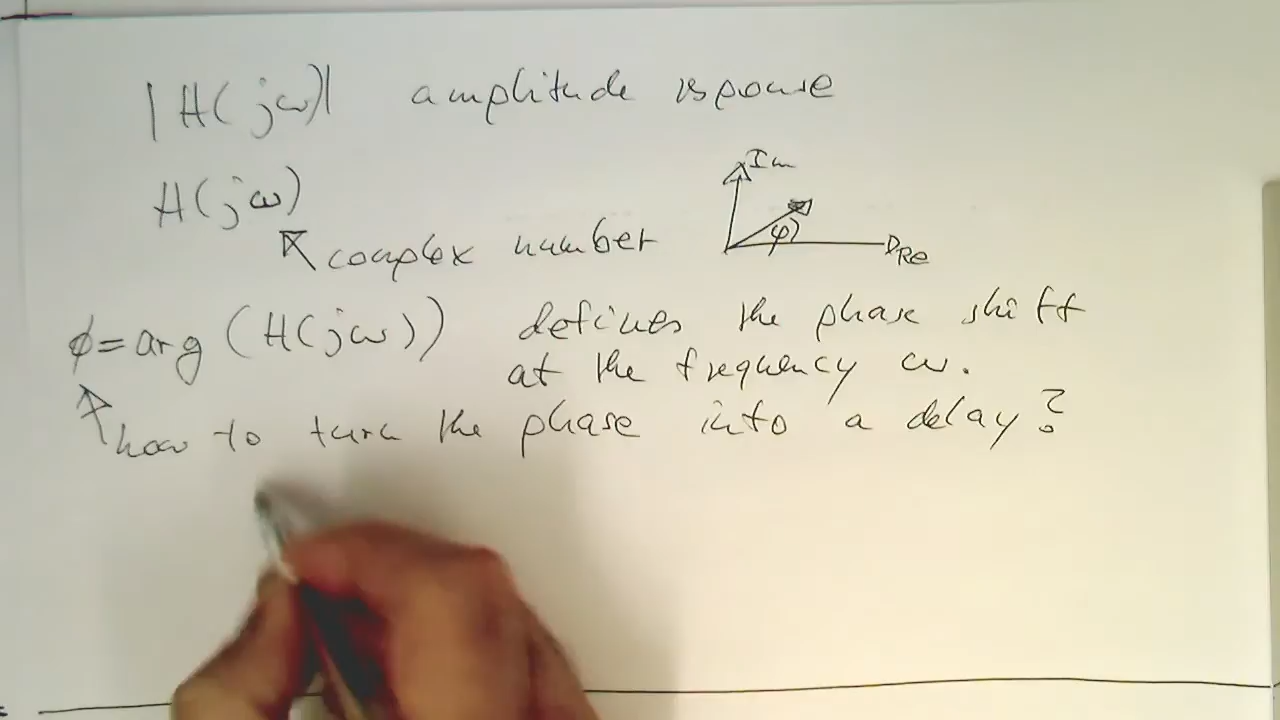 |H(jω)| amplitude response
H(jω)
Im
complex number
φ
Re
ϕ = arg (H(jω)) defines the phase shift
at the frequency ω.
how to turn the phase into a delay?